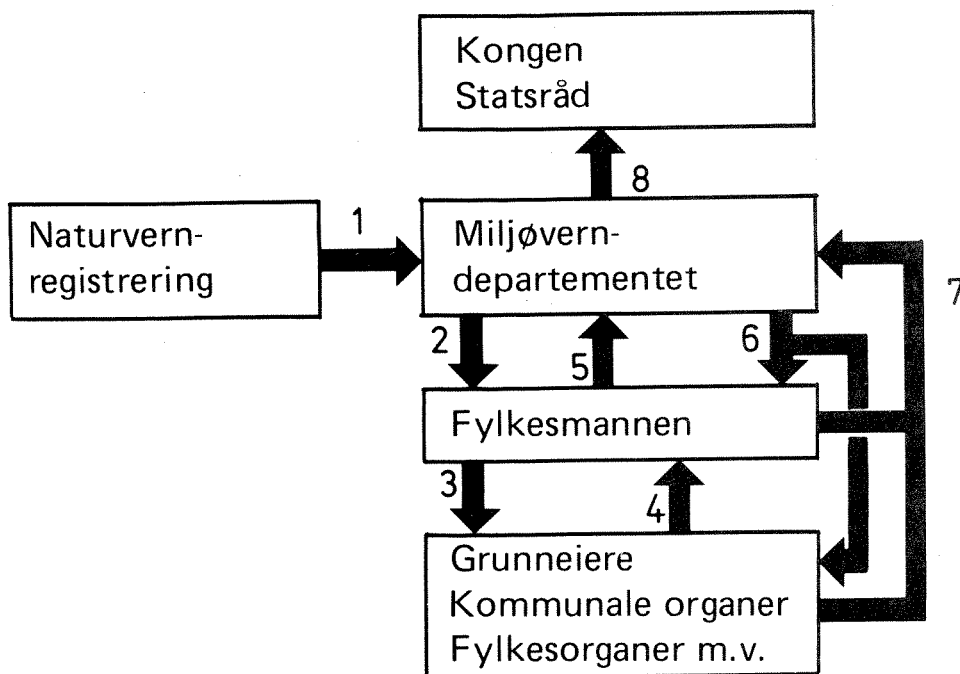 Kongen
Statsråd
8
1
Naturvern-
registrering
Miljøvern-
departementet
7
2
5
6
Fylkesmannen
3
4
Grunneiere
Kommunale organer
Fylkesorganer m.v.